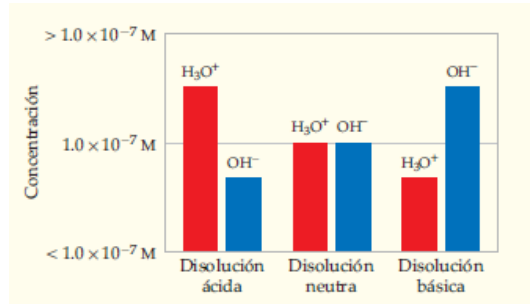 Concentración
> 1.0 × 10⁻⁷ M
1.0 × 10⁻⁷ M
< 1.0 × 10⁻⁷ M
H₃O⁺
OH⁻
H₃O⁺ OH⁻
H₃O⁺
OH⁻
Disolución
ácida
Disolución
neutra
Disolución
básica